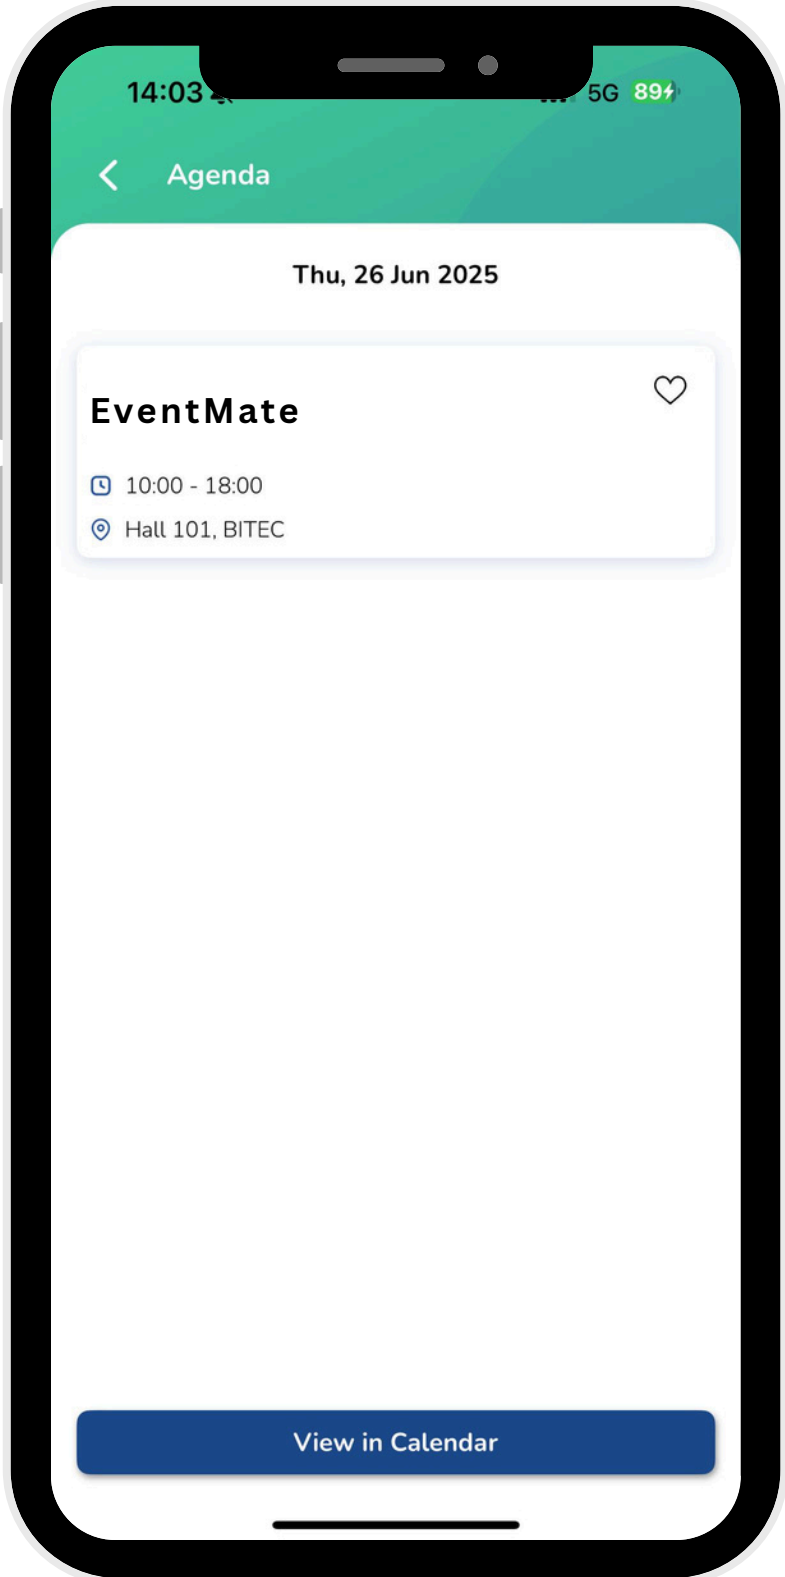 14:03 5G 89
Agenda
Thu, 26 Jun 2025
EventMate
10:00 - 18:00
Hall 101, BITEC
View in Calendar